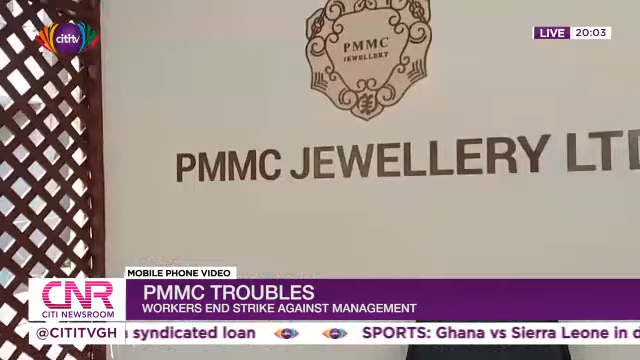 citi tv
LIVE 20:03
PMMC
JEWELLERY
PMMC JEWELLERY LTD
MOBILE PHONE VIDEO
CNR
CITI NEWSROOM
PMMC TROUBLES
WORKERS END STRIKE AGAINST MANAGEMENT
@CITITVGH
a syndicated loan
SPORTS: Ghana vs Sierra Leone in d